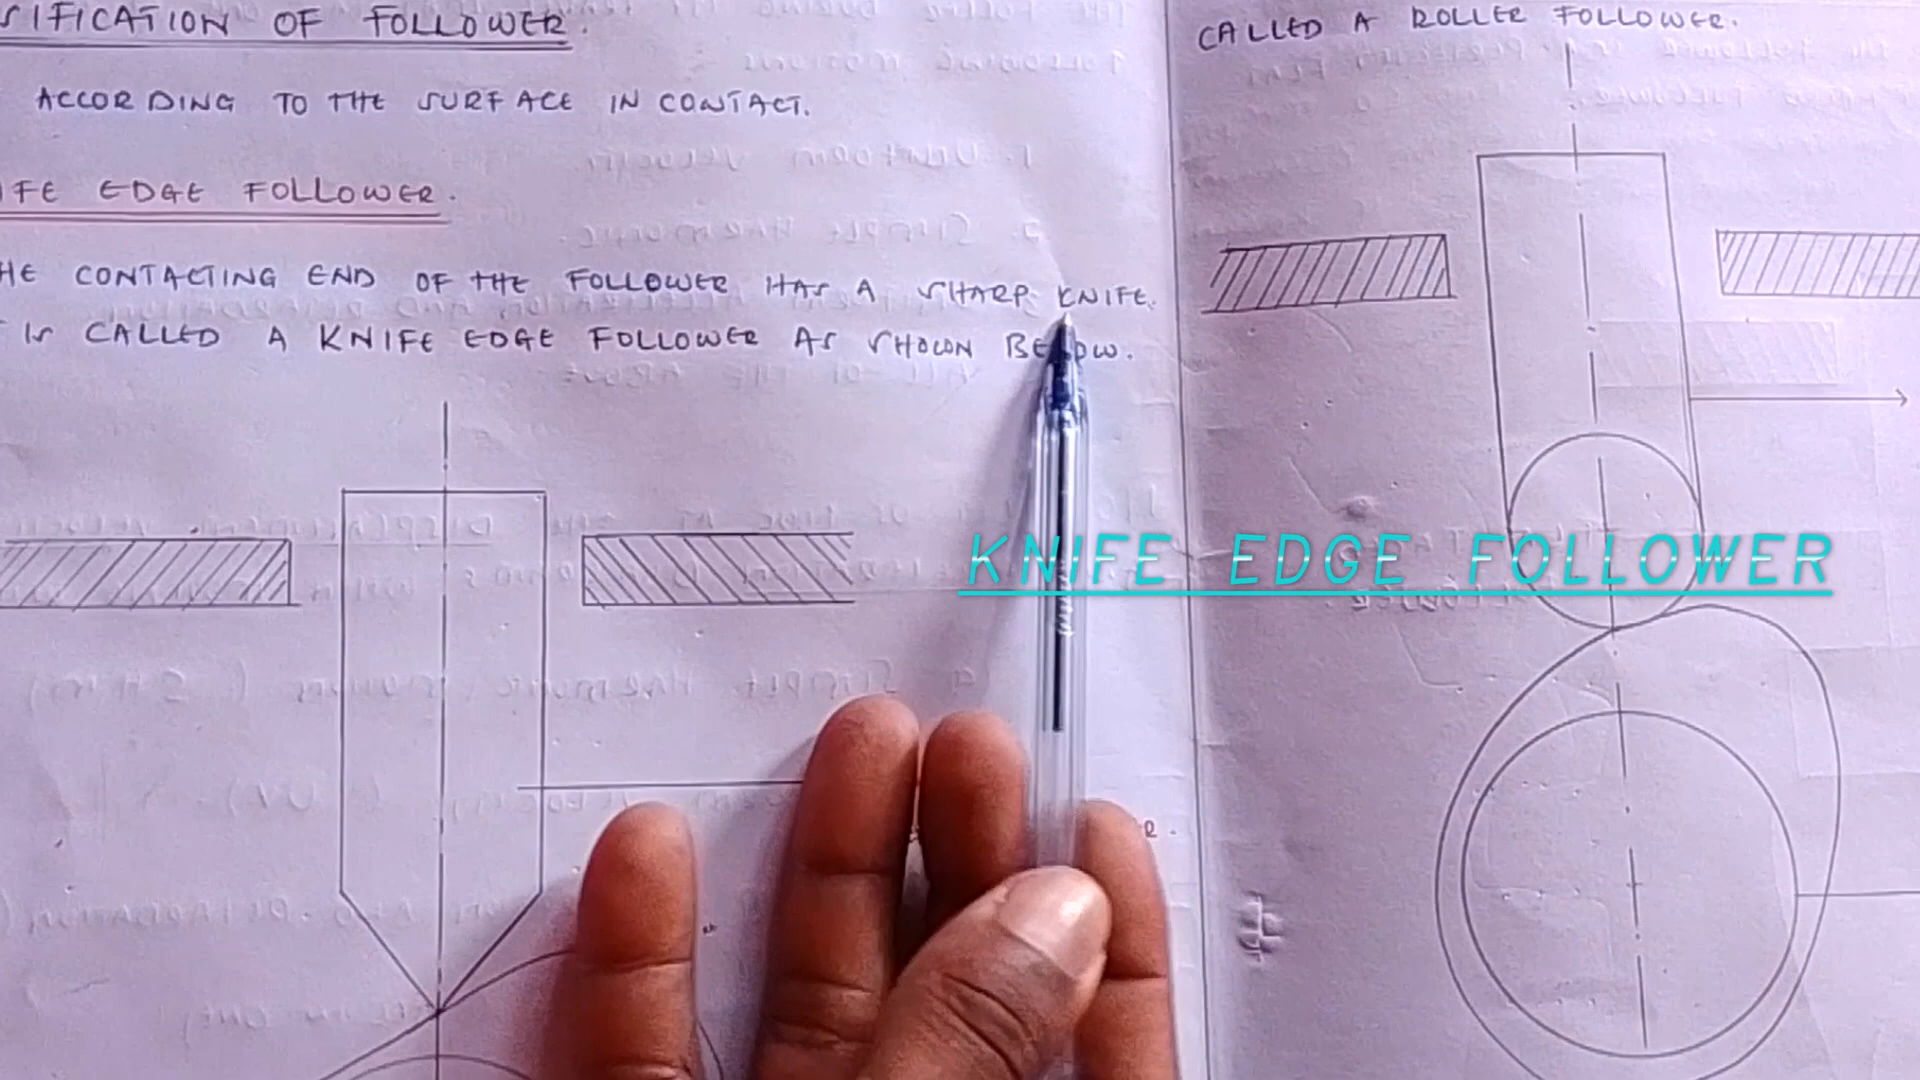 SIFICATION OF FOLLOWER.
ACCORDING TO THE SURFACE IN CONTACT.
IFE EDGE FOLLOWER.
HE CONTACTING END OF THE FOLLOWER HAS A SHARP KNIFE.
IS CALLED A KNIFE EDGE FOLLOWER AS SHOWN BELOW.
CALLED A ROLLER FOLLOWER.
KNIFE EDGE FOLLOWER